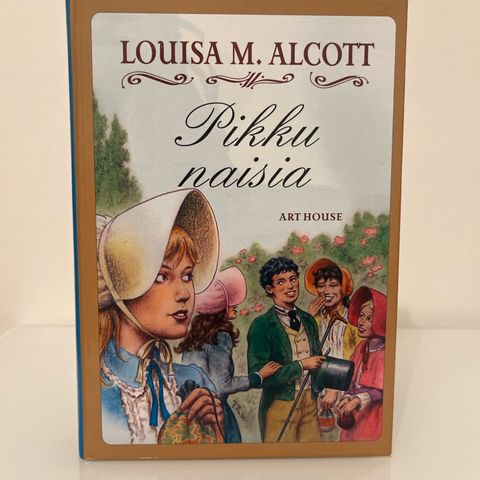 LOUISA M. ALCOTT
Pikku
naisia
ART HOUSE